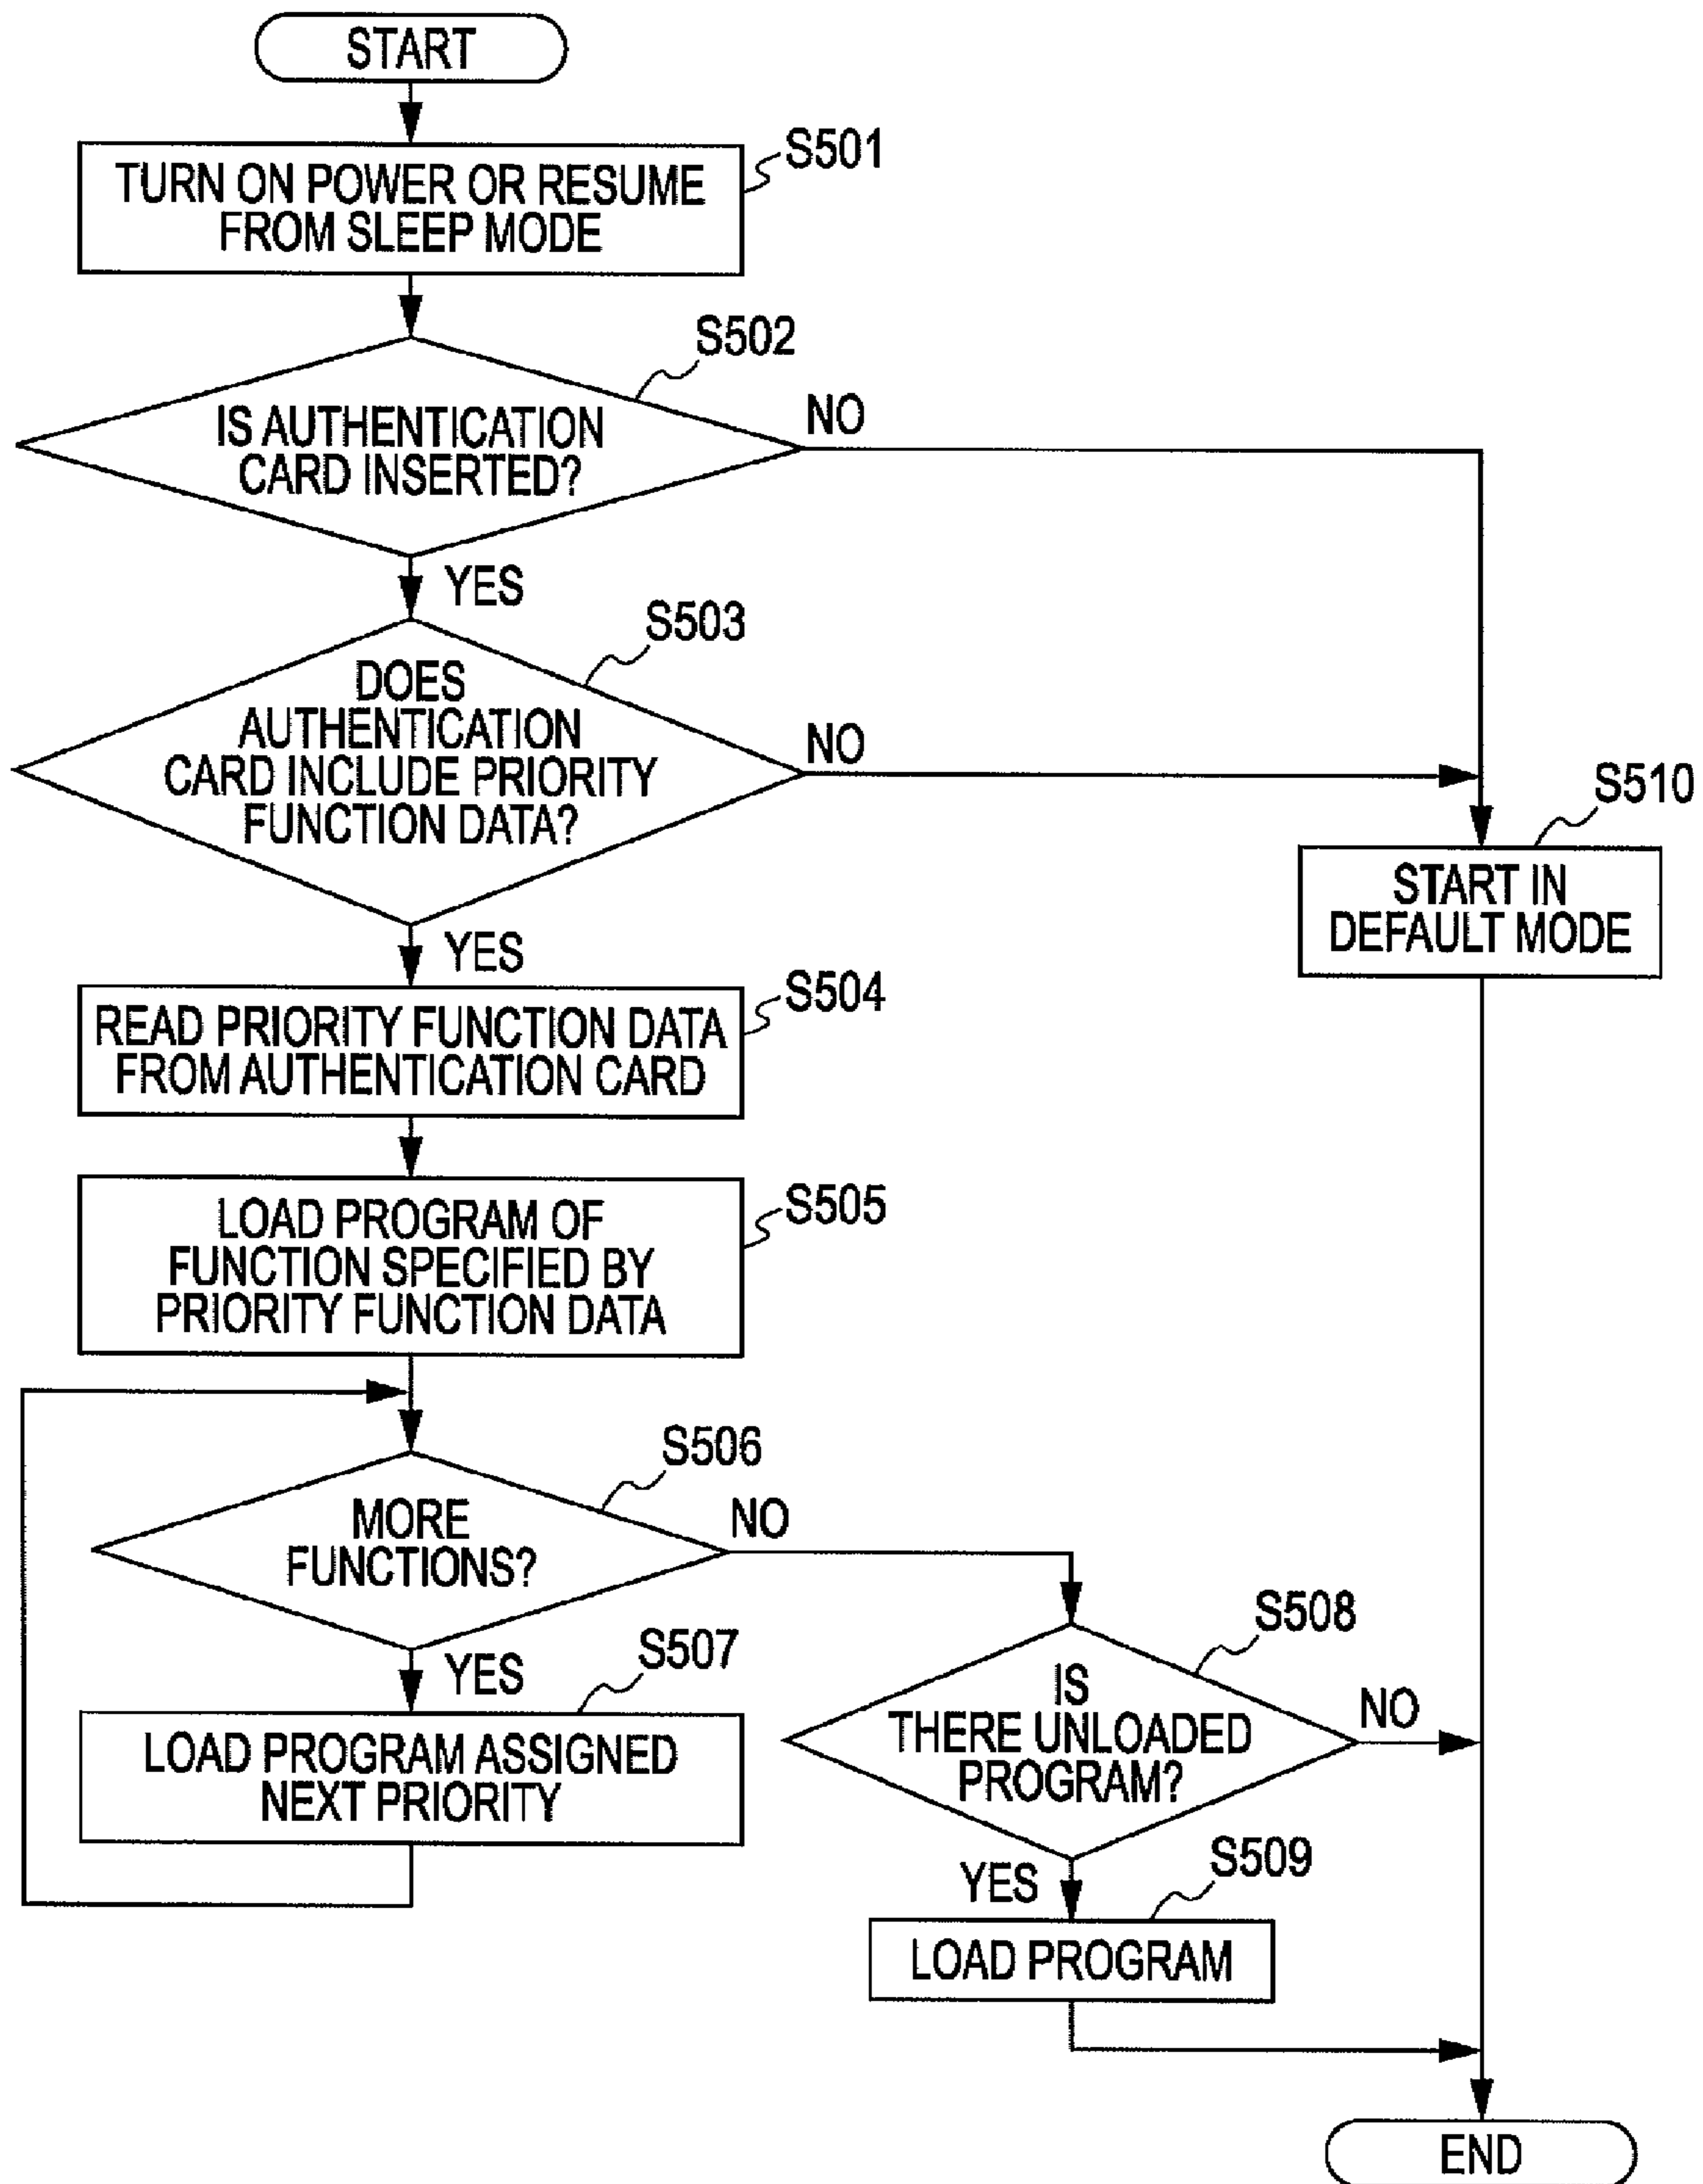 START
S501
TURN ON POWER OR RESUME
FROM SLEEP MODE
S502
IS AUTHENTICATION
CARD INSERTED?
NO
YES
S503
DOES
AUTHENTICATION
CARD INCLUDE PRIORITY
FUNCTION DATA?
NO
S510
START IN
DEFAULT MODE
YES
S504
READ PRIORITY FUNCTION DATA
FROM AUTHENTICATION CARD
S505
LOAD PROGRAM OF
FUNCTION SPECIFIED BY
PRIORITY FUNCTION DATA
S506
MORE
FUNCTIONS?
NO
YES
S507
LOAD PROGRAM ASSIGNED
NEXT PRIORITY
S508
IS
THERE UNLOADED
PROGRAM?
NO
YES
S509
LOAD PROGRAM
END